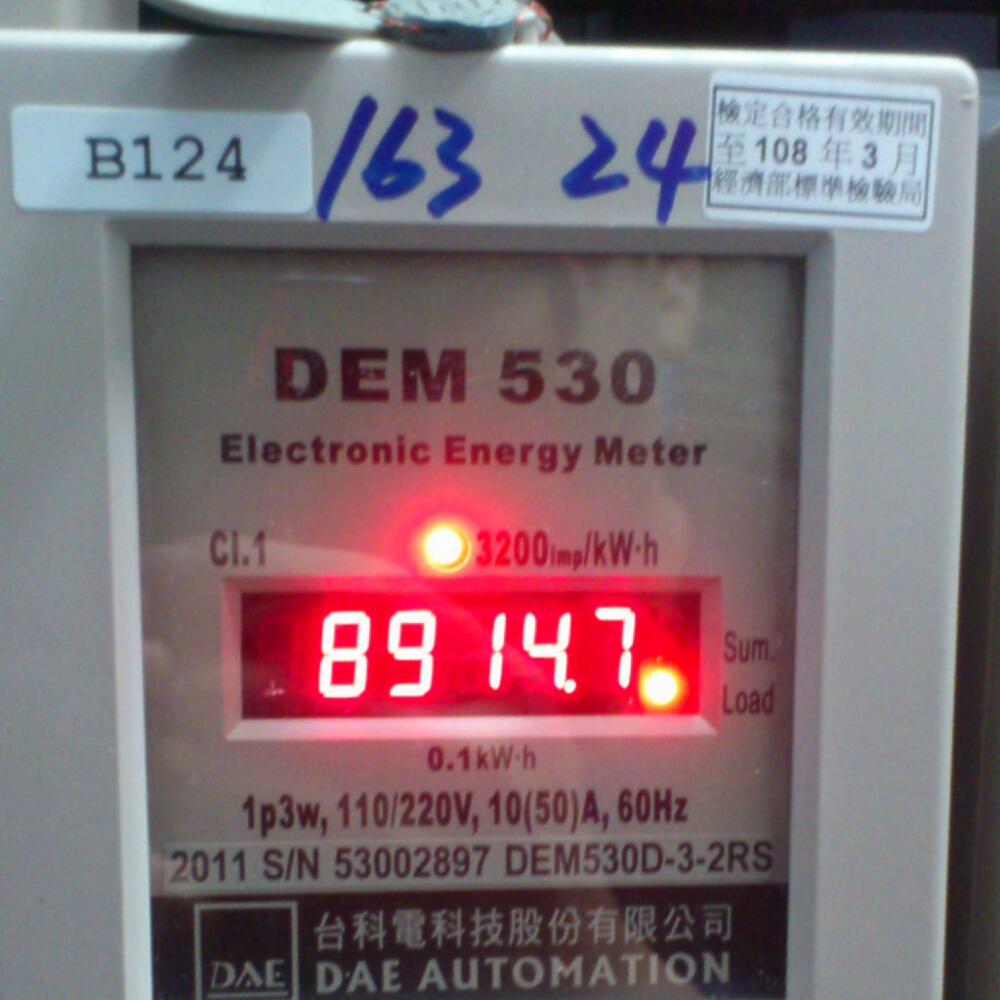 B124
163 24
檢定合格有效期間
至 108 年 3 月
經濟部標準檢驗局
DEM 530
Electronic Energy Meter
Cl.1
3200imp/kW·h
8914.7
Sum.
Load
0.1kW·h
1p3w, 110/220V, 10(50)A, 60Hz
2011 S/N 53002897 DEM530D-3-2RS
DAE
台科電科技股份有限公司
DAE AUTOMATION